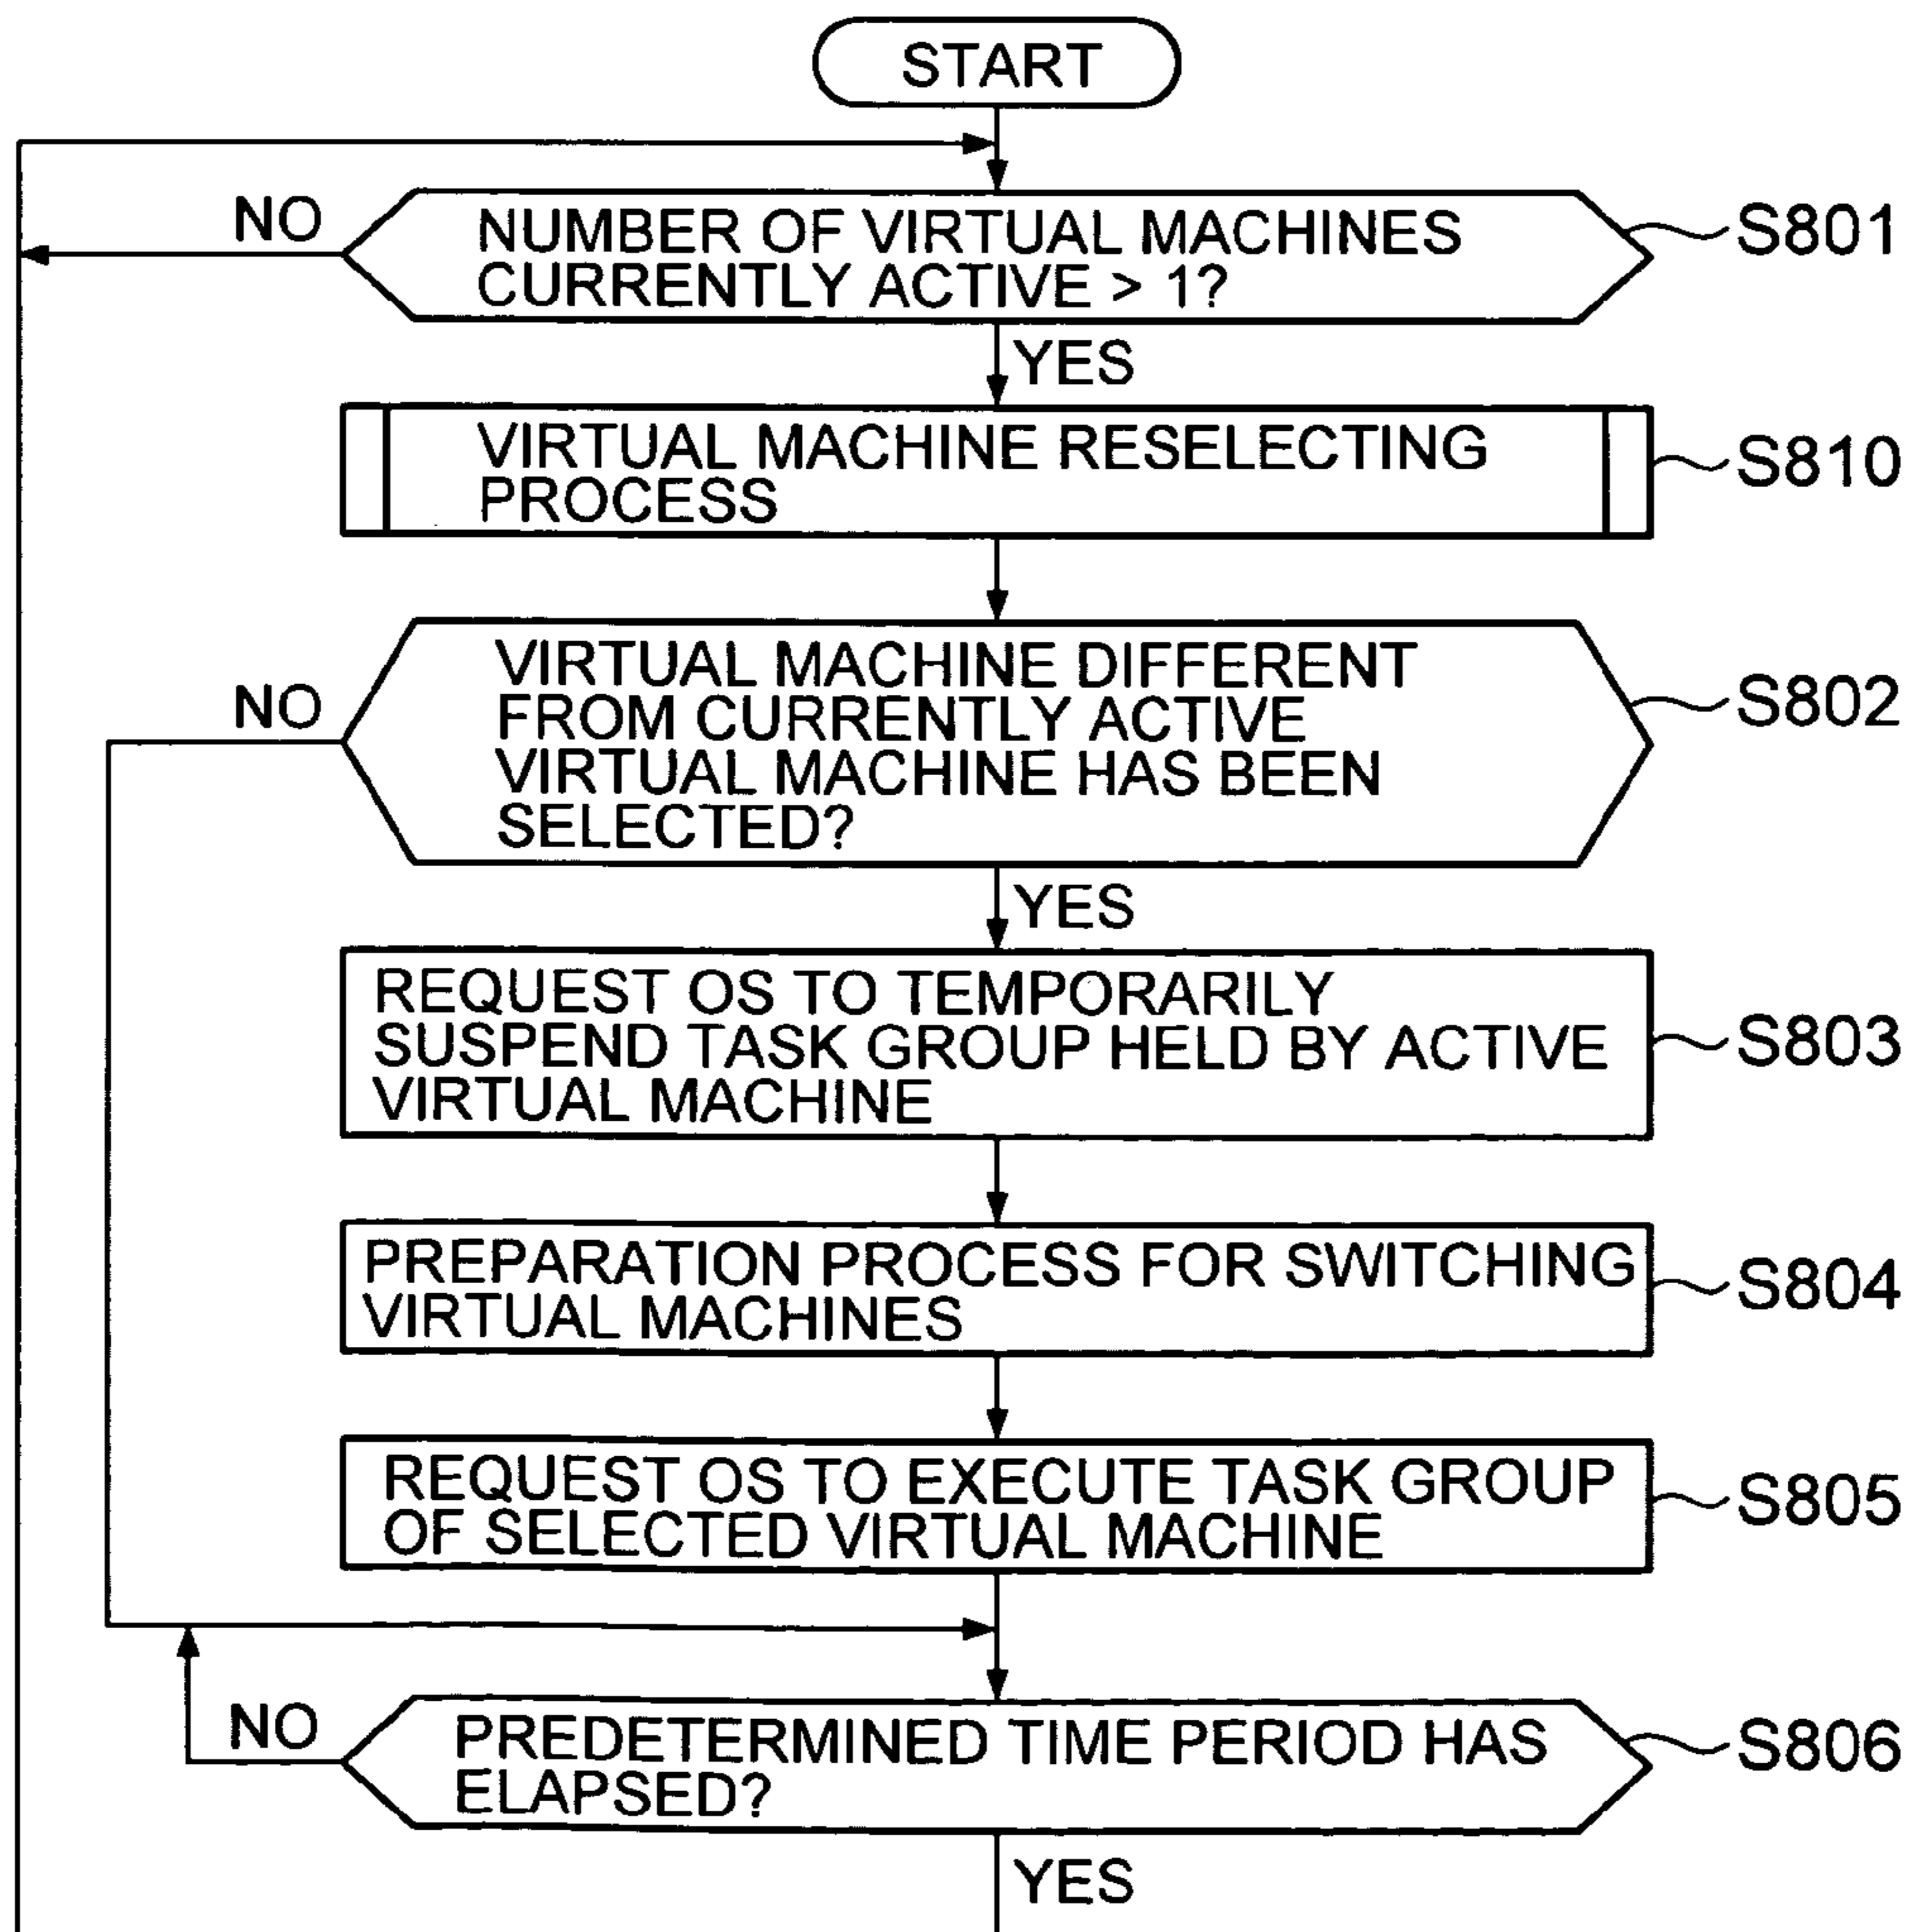 START
NO
NUMBER OF VIRTUAL MACHINES
CURRENTLY ACTIVE > 1?
S801
YES
VIRTUAL MACHINE RESELECTING
PROCESS
S810
NO
VIRTUAL MACHINE DIFFERENT
FROM CURRENTLY ACTIVE
VIRTUAL MACHINE HAS BEEN
SELECTED?
S802
YES
REQUEST OS TO TEMPORARILY
SUSPEND TASK GROUP HELD BY ACTIVE
VIRTUAL MACHINE
S803
PREPARATION PROCESS FOR SWITCHING
VIRTUAL MACHINES
S804
REQUEST OS TO EXECUTE TASK GROUP
OF SELECTED VIRTUAL MACHINE
S805
NO
PREDETERMINED TIME PERIOD HAS
ELAPSED?
S806
YES